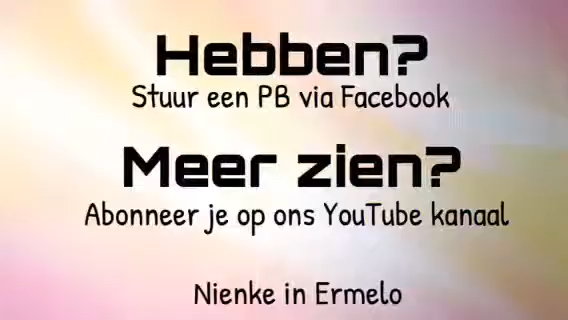 Hebben?
Stuur een PB via Facebook
Meer zien?
Abonneer je op ons YouTube kanaal
Nienke in Ermelo